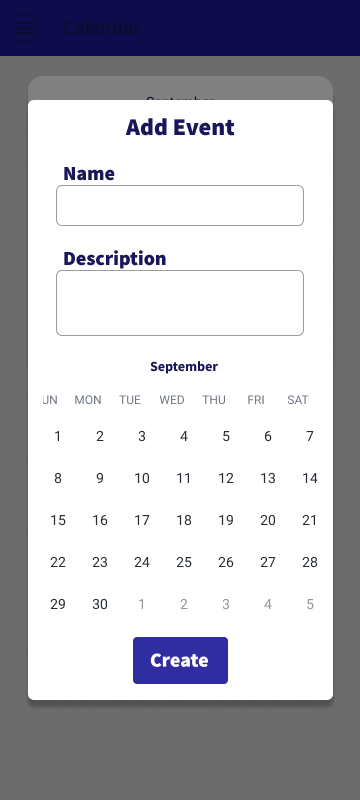 Calendar
September
Add Event
Name
Description
September
UN MON TUE WED THU FRI SAT
1 2 3 4 5 6 7
8 9 10 11 12 13 14
15 16 17 18 19 20 21
22 23 24 25 26 27 28
29 30 1 2 3 4 5
Create